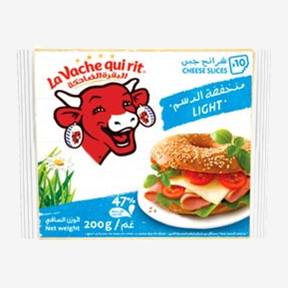 La Vache qui rit®
البقرة الضاحكة
شرائح جبن
CHEESE SLICES
10
منخفضة الدسم
LIGHT
47%
الوزن الصافي
Net weight
200g / غم